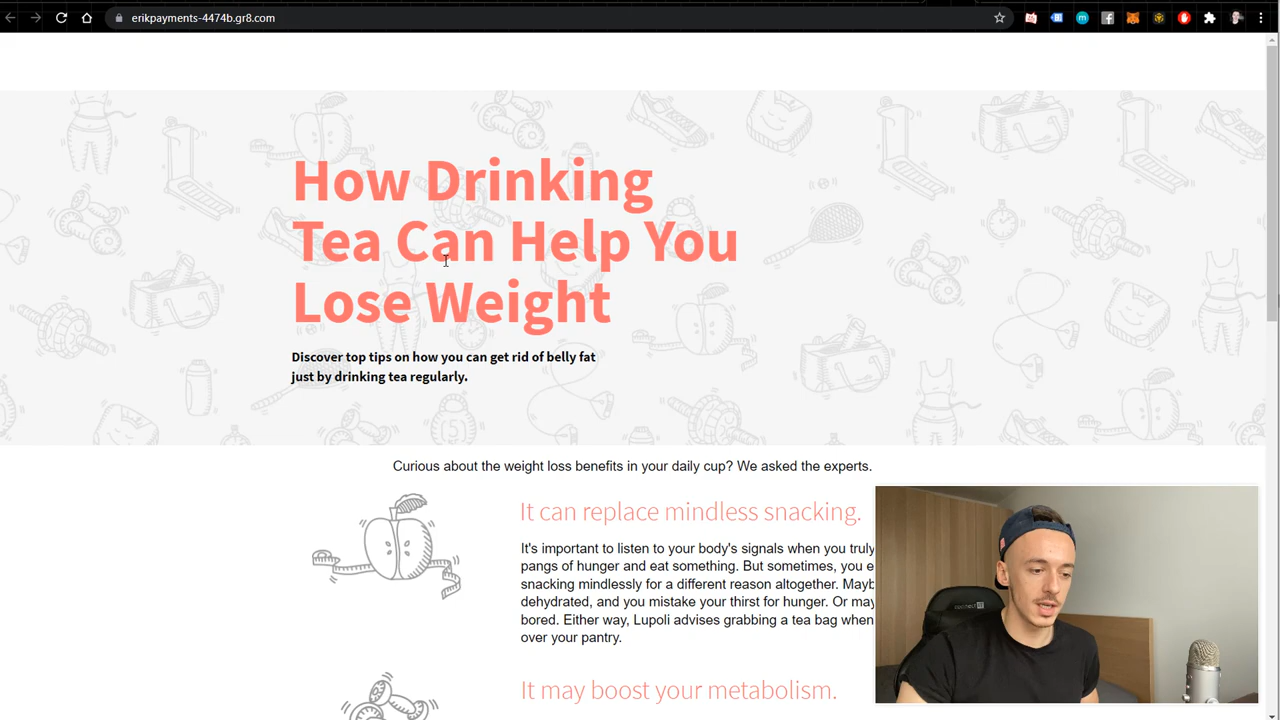 erikpayments-4474b.gr8.com
How Drinking
Tea Can Help You
Lose Weight
Discover top tips on how you can get rid of belly fat
just by drinking tea regularly.
Curious about the weight loss benefits in your daily cup? We asked the experts.
It can replace mindless snacking.
It's important to listen to your body's signals when you truly
pangs of hunger and eat something. But sometimes, you
snacking mindlessly for a different reason altogether.
dehydrated, and you mistake your thirst for hunger. Or
bored. Either way, Lupoli advises grabbing a tea bag when
over your pantry.
It may boost your metabolism.